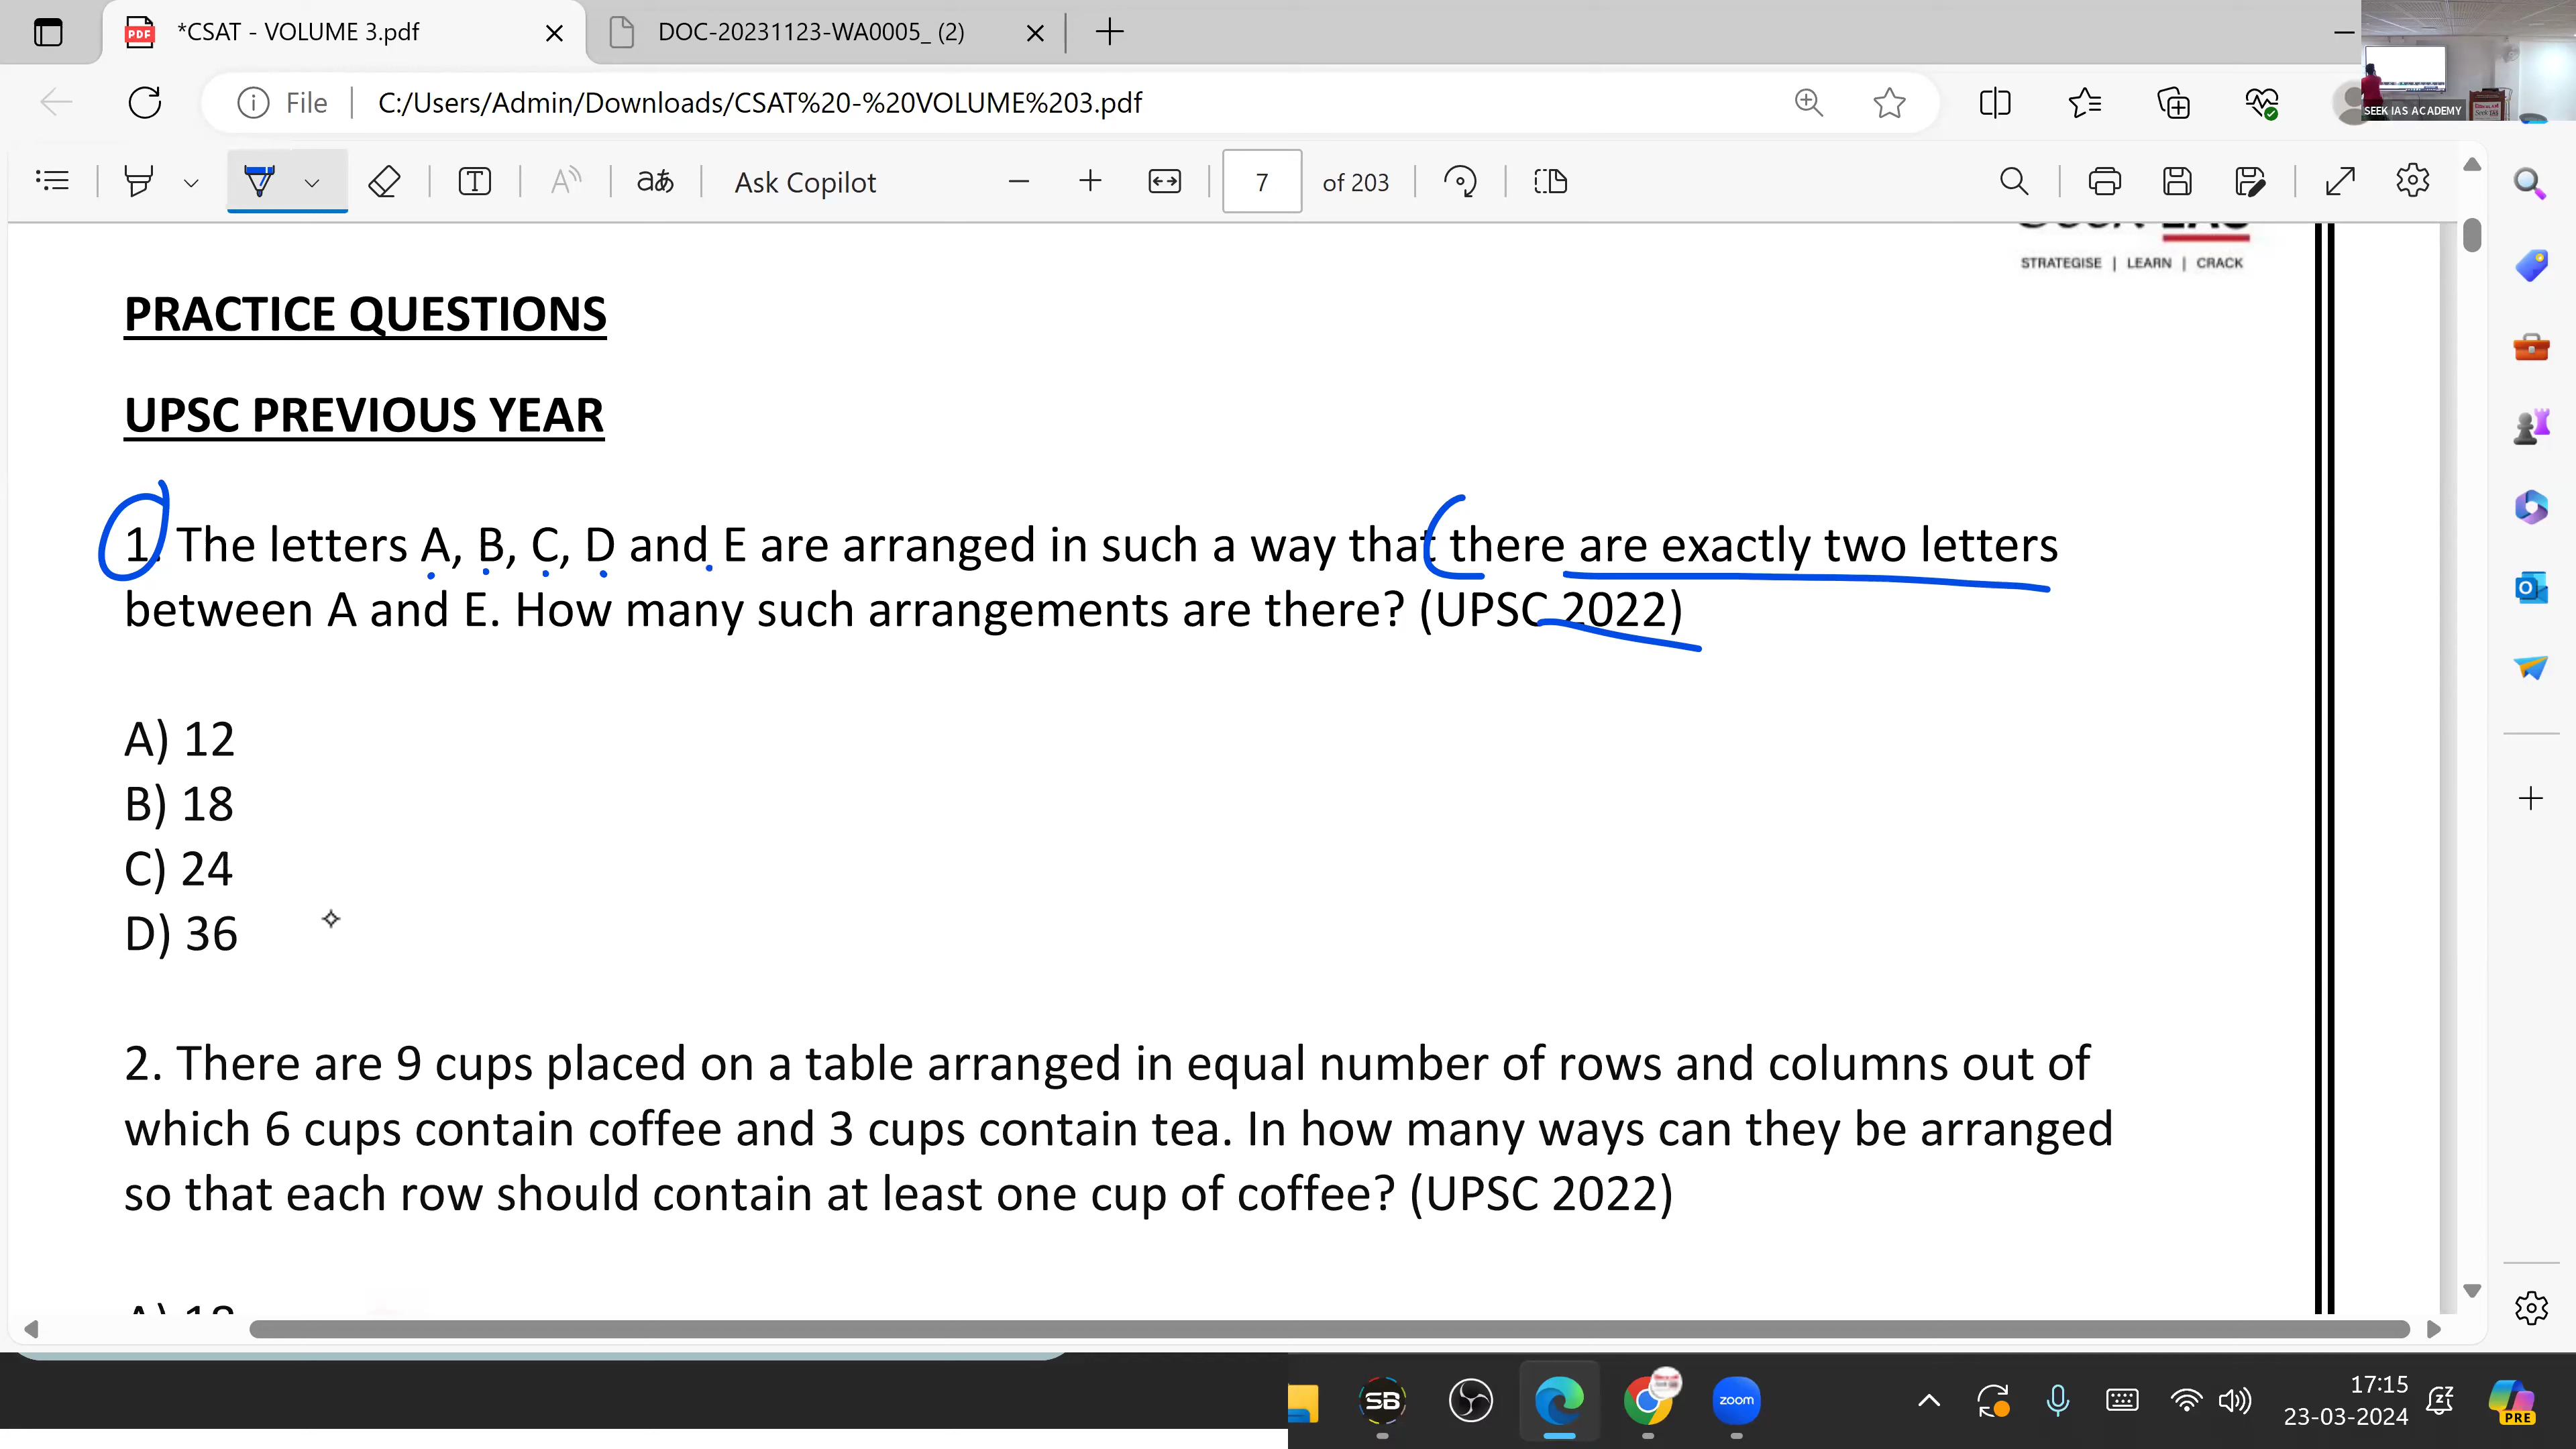 *CSAT - VOLUME 3.pdf
DOC-20231123-WA0005_ (2)
File
C:/Users/Admin/Downloads/CSAT%20-%20VOLUME%203.pdf
SEEK IAS ACADEMY
Ask Copilot
7 of 203
STRATEGISE | LEARN | CRACK
PRACTICE QUESTIONS
UPSC PREVIOUS YEAR
1. The letters A, B, C, D and E are arranged in such a way that there are exactly two letters
between A and E. How many such arrangements are there? (UPSC 2022)
A) 12
B) 18
C) 24
D) 36
2. There are 9 cups placed on a table arranged in equal number of rows and columns out of
which 6 cups contain coffee and 3 cups contain tea. In how many ways can they be arranged
so that each row should contain at least one cup of coffee? (UPSC 2022)
SB
zoom
17:15
23-03-2024
PRE